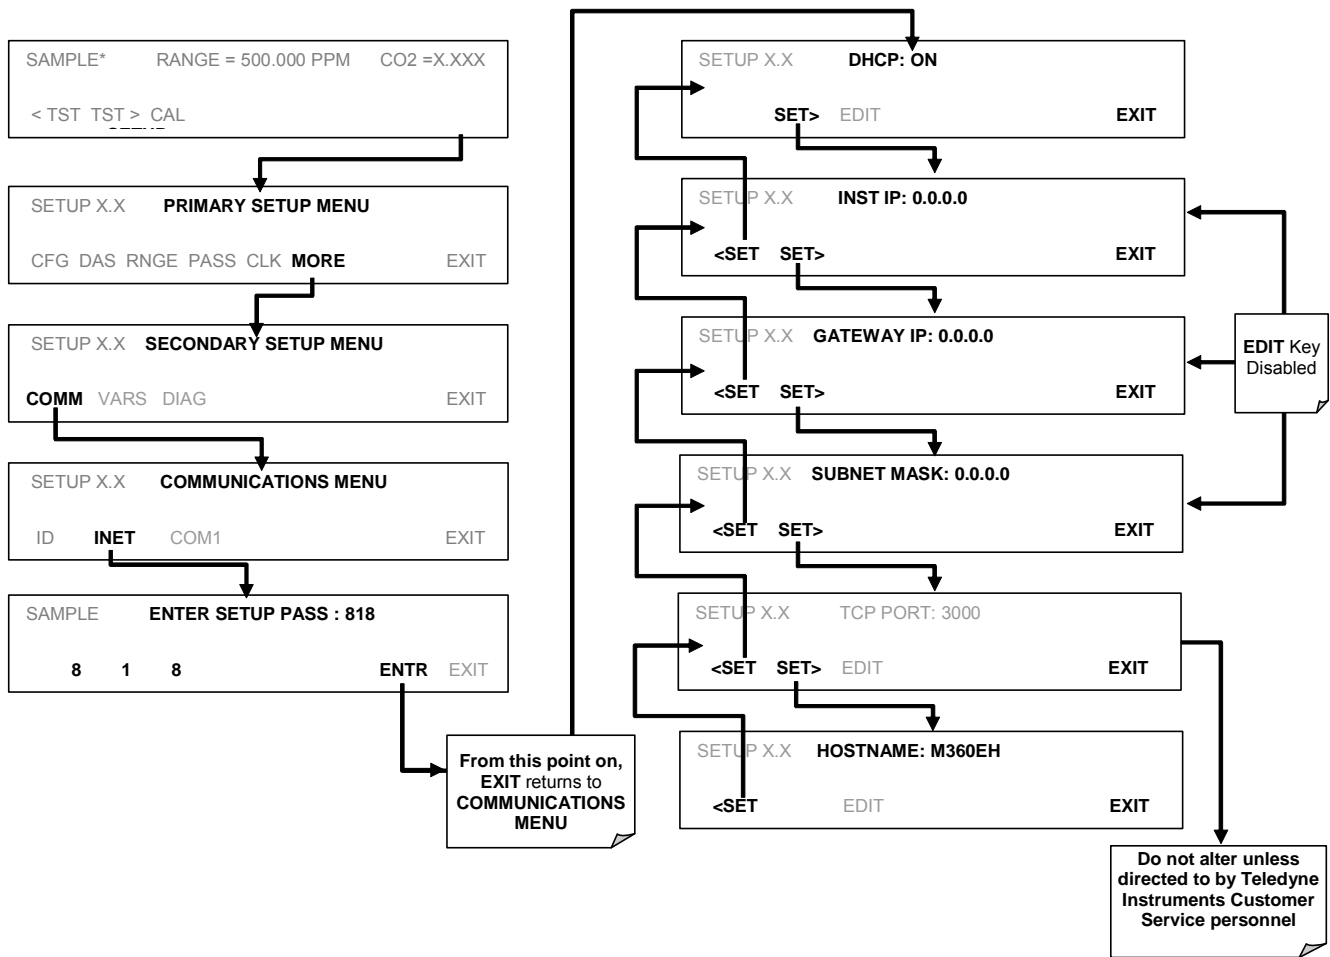 SAMPLE* RANGE = 500.000 PPM CO2 =X.XXX
< TST TST > CAL
SETUP X.X PRIMARY SETUP MENU
CFG DAS RNGE PASS CLK MORE EXIT
SETUP X.X SECONDARY SETUP MENU
COMM VARS DIAG EXIT
SETUP X.X COMMUNICATIONS MENU
ID INET COM1 EXIT
SAMPLE ENTER SETUP PASS : 818
8 1 8 ENTR EXIT
From this point on,
EXIT returns to
COMMUNICATIONS
MENU
SETUP X.X DHCP: ON
SET> EDIT EXIT
SETUP X.X INST IP: 0.0.0.0
<SET SET> EXIT
SETUP X.X GATEWAY IP: 0.0.0.0
<SET SET> EXIT
SETUP X.X SUBNET MASK: 0.0.0.0
<SET SET> EXIT
SETUP X.X TCP PORT: 3000
<SET SET> EDIT EXIT
SETUP X.X HOSTNAME: M360EH
<SET EDIT EXIT
EDIT Key
Disabled
Do not alter unless
directed to by Teledyne
Instruments Customer
Service personnel